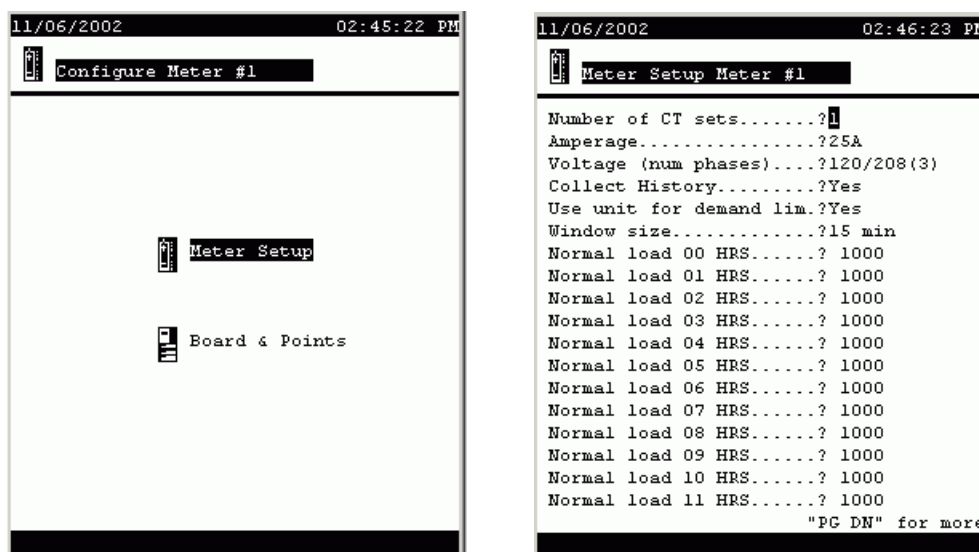 11/06/2002 02:45:22 PM
Configure Meter #1
Meter Setup
Board & Points
11/06/2002 02:46:23 PM
Meter Setup Meter #1
Number of CT sets.......?1
Amperage................?25A
Voltage (num phases)....?120/208(3)
Collect History.........?Yes
Use unit for demand lim.?Yes
Window size.............?15 min
Normal load 00 HRS......? 1000
Normal load 01 HRS......? 1000
Normal load 02 HRS......? 1000
Normal load 03 HRS......? 1000
Normal load 04 HRS......? 1000
Normal load 05 HRS......? 1000
Normal load 06 HRS......? 1000
Normal load 07 HRS......? 1000
Normal load 08 HRS......? 1000
Normal load 09 HRS......? 1000
Normal load 10 HRS......? 1000
Normal load 11 HRS......? 1000
"PG DN" for more